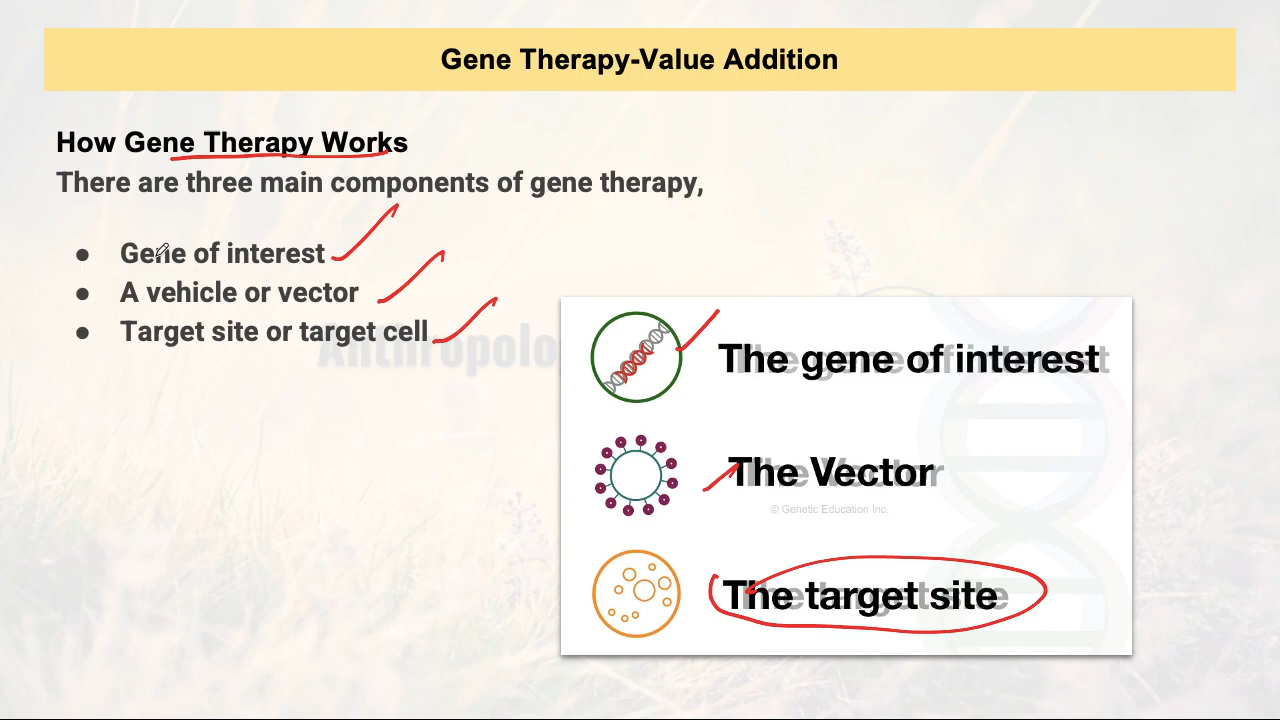 Gene Therapy-Value Addition
How Gene Therapy Works
There are three main components of gene therapy,
● Gene of interest
● A vehicle or vector
● Target site or target cell
Anthropolo
The gene of interest
The Vector
© Genetic Education Inc.
The target site